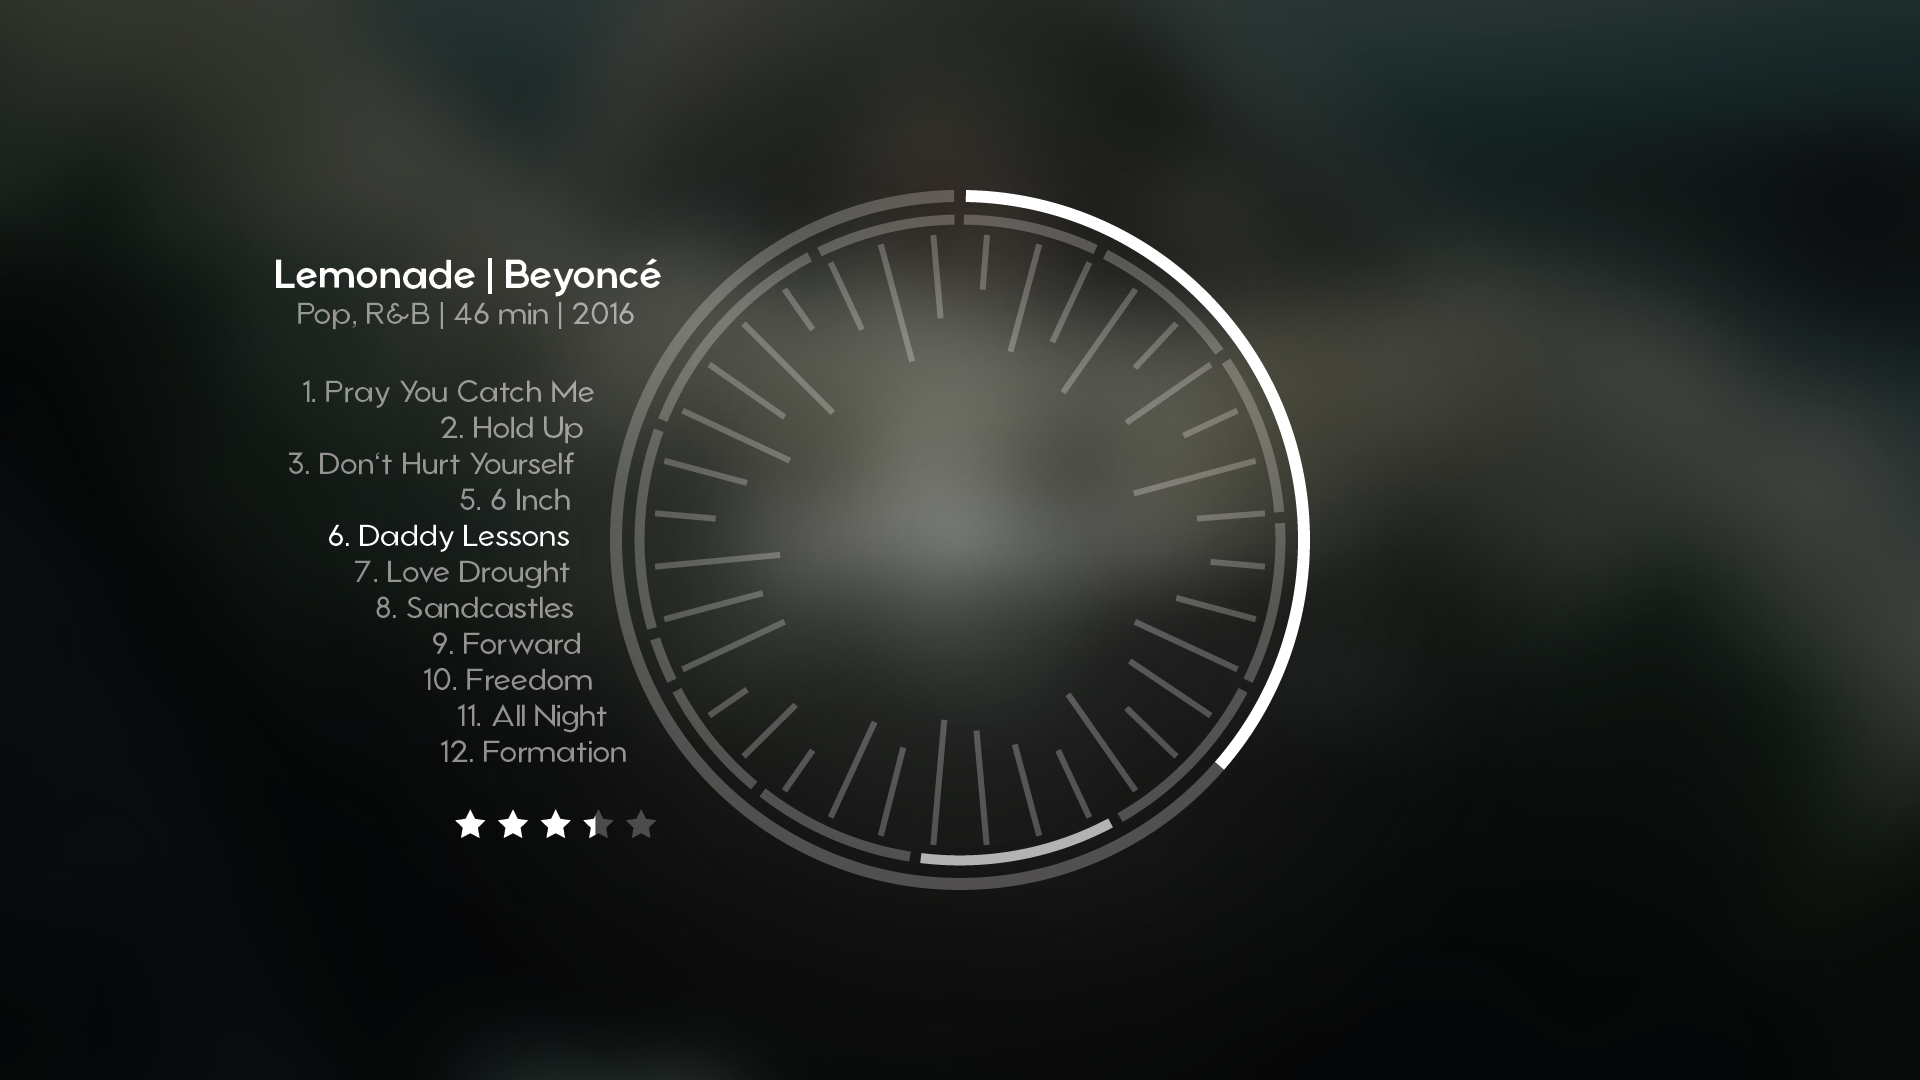 Lemonade | Beyoncé
Pop, R&B | 46 min | 2016
1. Pray You Catch Me
2. Hold Up
3. Don‘t Hurt Yourself
5. 6 Inch
6. Daddy Lessons
7. Love Drought
8. Sandcastles
9. Forward
10. Freedom
11. All Night
12. Formation